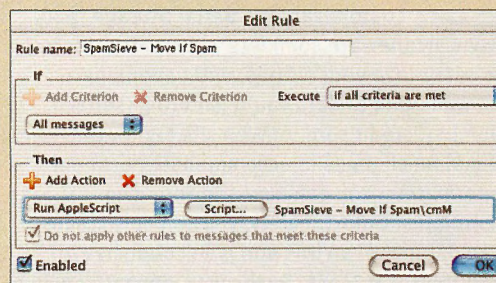 Edit Rule
Rule name: SpamSieve - Move If Spam
If
Add Criterion Remove Criterion Execute if all criteria are met
All messages
Then
Add Action Remove Action
Run AppleScript Script... SpamSieve - Move If Spam\cmM
Do not apply other rules to messages that meet these criteria
Enabled Cancel OK